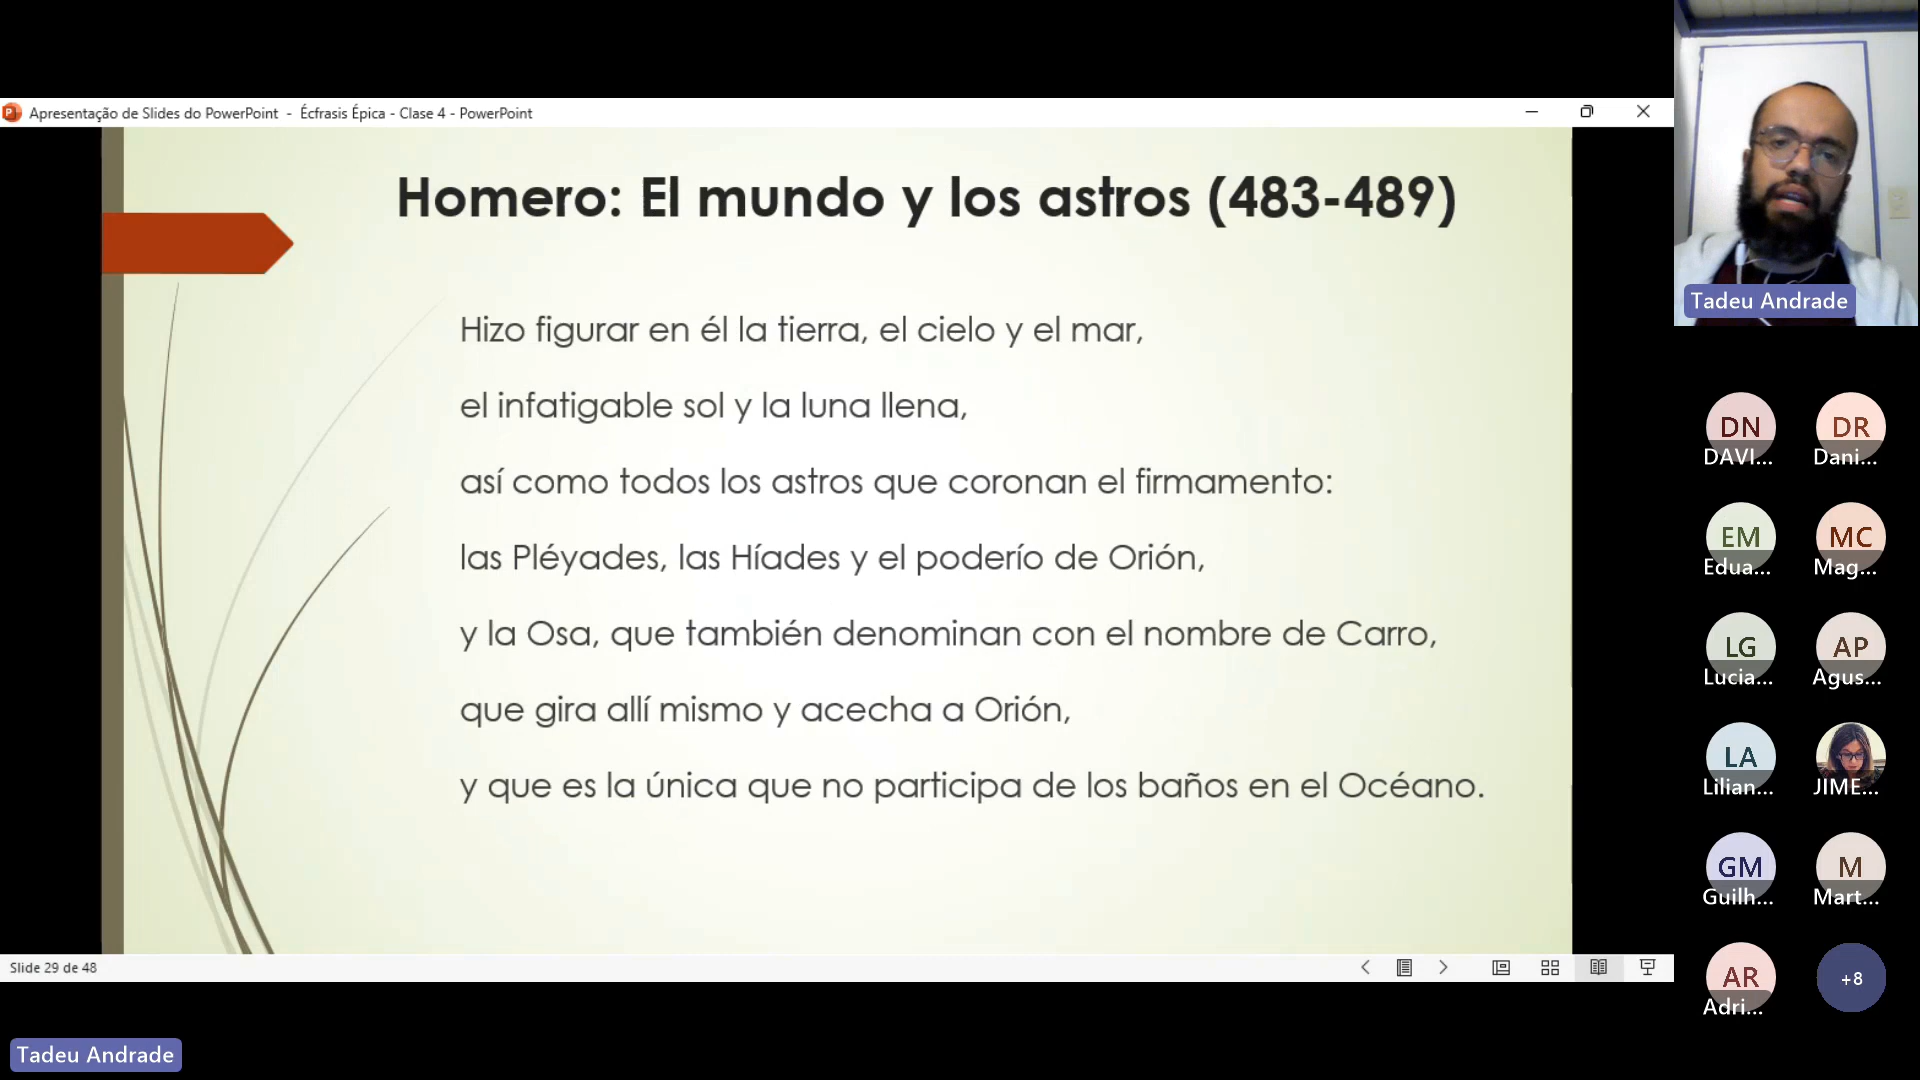 Apresentação de Slides do PowerPoint - Écfrasis Épica - Clase 4 - PowerPoint
Homero: El mundo y los astros (483-489)
Hizo figurar en él la tierra, el cielo y el mar,
el infatigable sol y la luna llena,
así como todos los astros que coronan el firmamento:
las Pléyades, las Híades y el poderío de Orión,
y la Osa, que también denominan con el nombre de Carro,
que gira allí mismo y acecha a Orión,
y que es la única que no participa de los baños en el Océano.
Slide 29 de 48
Tadeu Andrade
Tadeu Andrade
DN
DAVI...
DR
Dani...
EM
Edua...
MC
Mag...
LG
Lucia...
AP
Agus...
LA
Lilian...
JIME...
GM
Guilh...
M
Mart...
AR
Adri...
+8